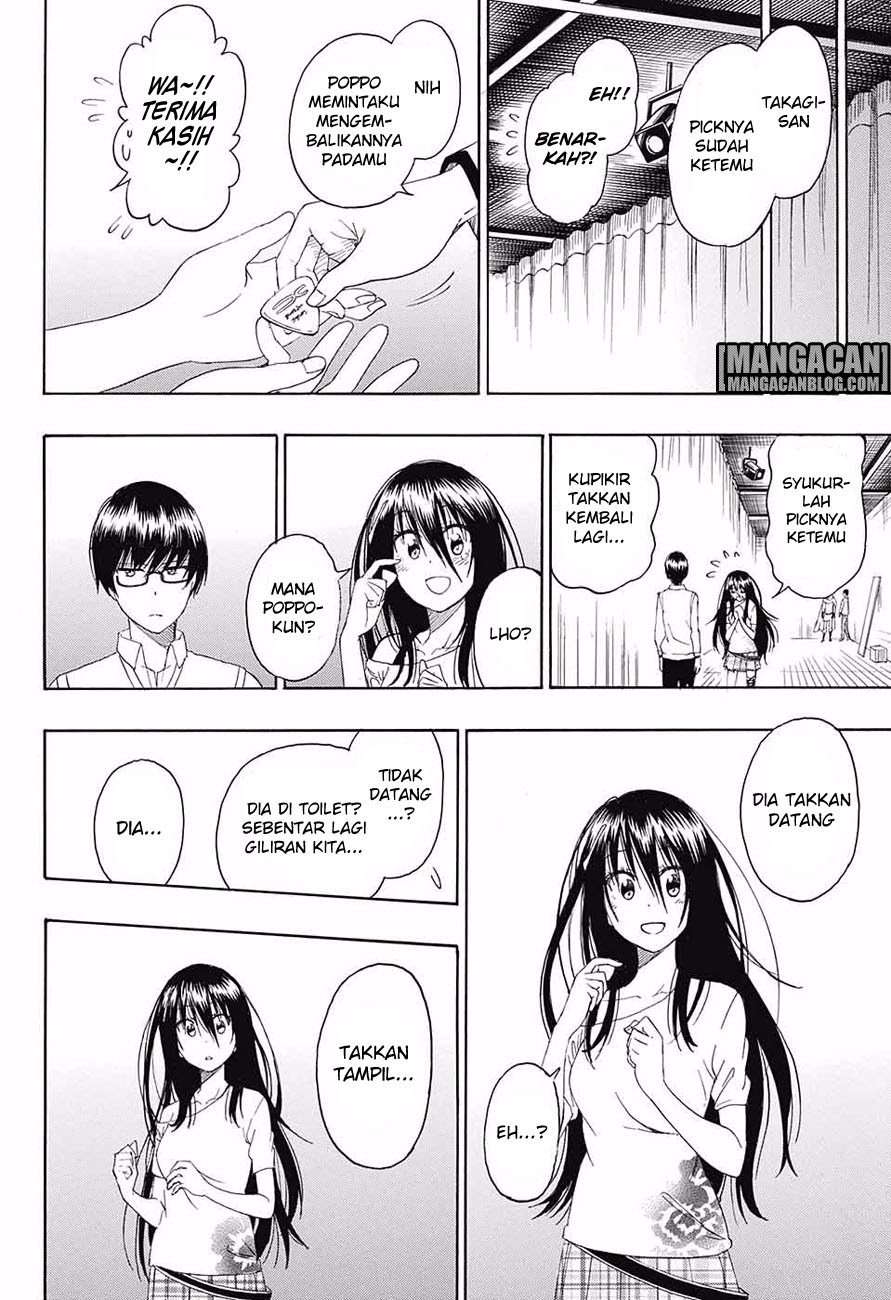 TAKAGI-
SAN
PICKNYA
SUDAH
KETEMU
EH!!
BENAR-
KAH?!
NIH
POPPO
MEMINTAKU
MENGEM-
BALIKANNYA
PADAMU
WA~!!
TERIMA
KASIH
~!!
[MANGACAN]
MANGACANBLOG.COM
SYUKUR-
LAH
PICKNYA
KETEMU
KUPIKIR
TAKKAN
KEMBALI
LAGI...
LHO?
MANA
POPPO-
KUN?
DIA TAKKAN
DATANG
EH...?
TIDAK
DATANG
...?
DIA DI TOILET?
SEBENTAR LAGI
GILIRAN KITA...
DIA...
TAKKAN
TAMPIL...